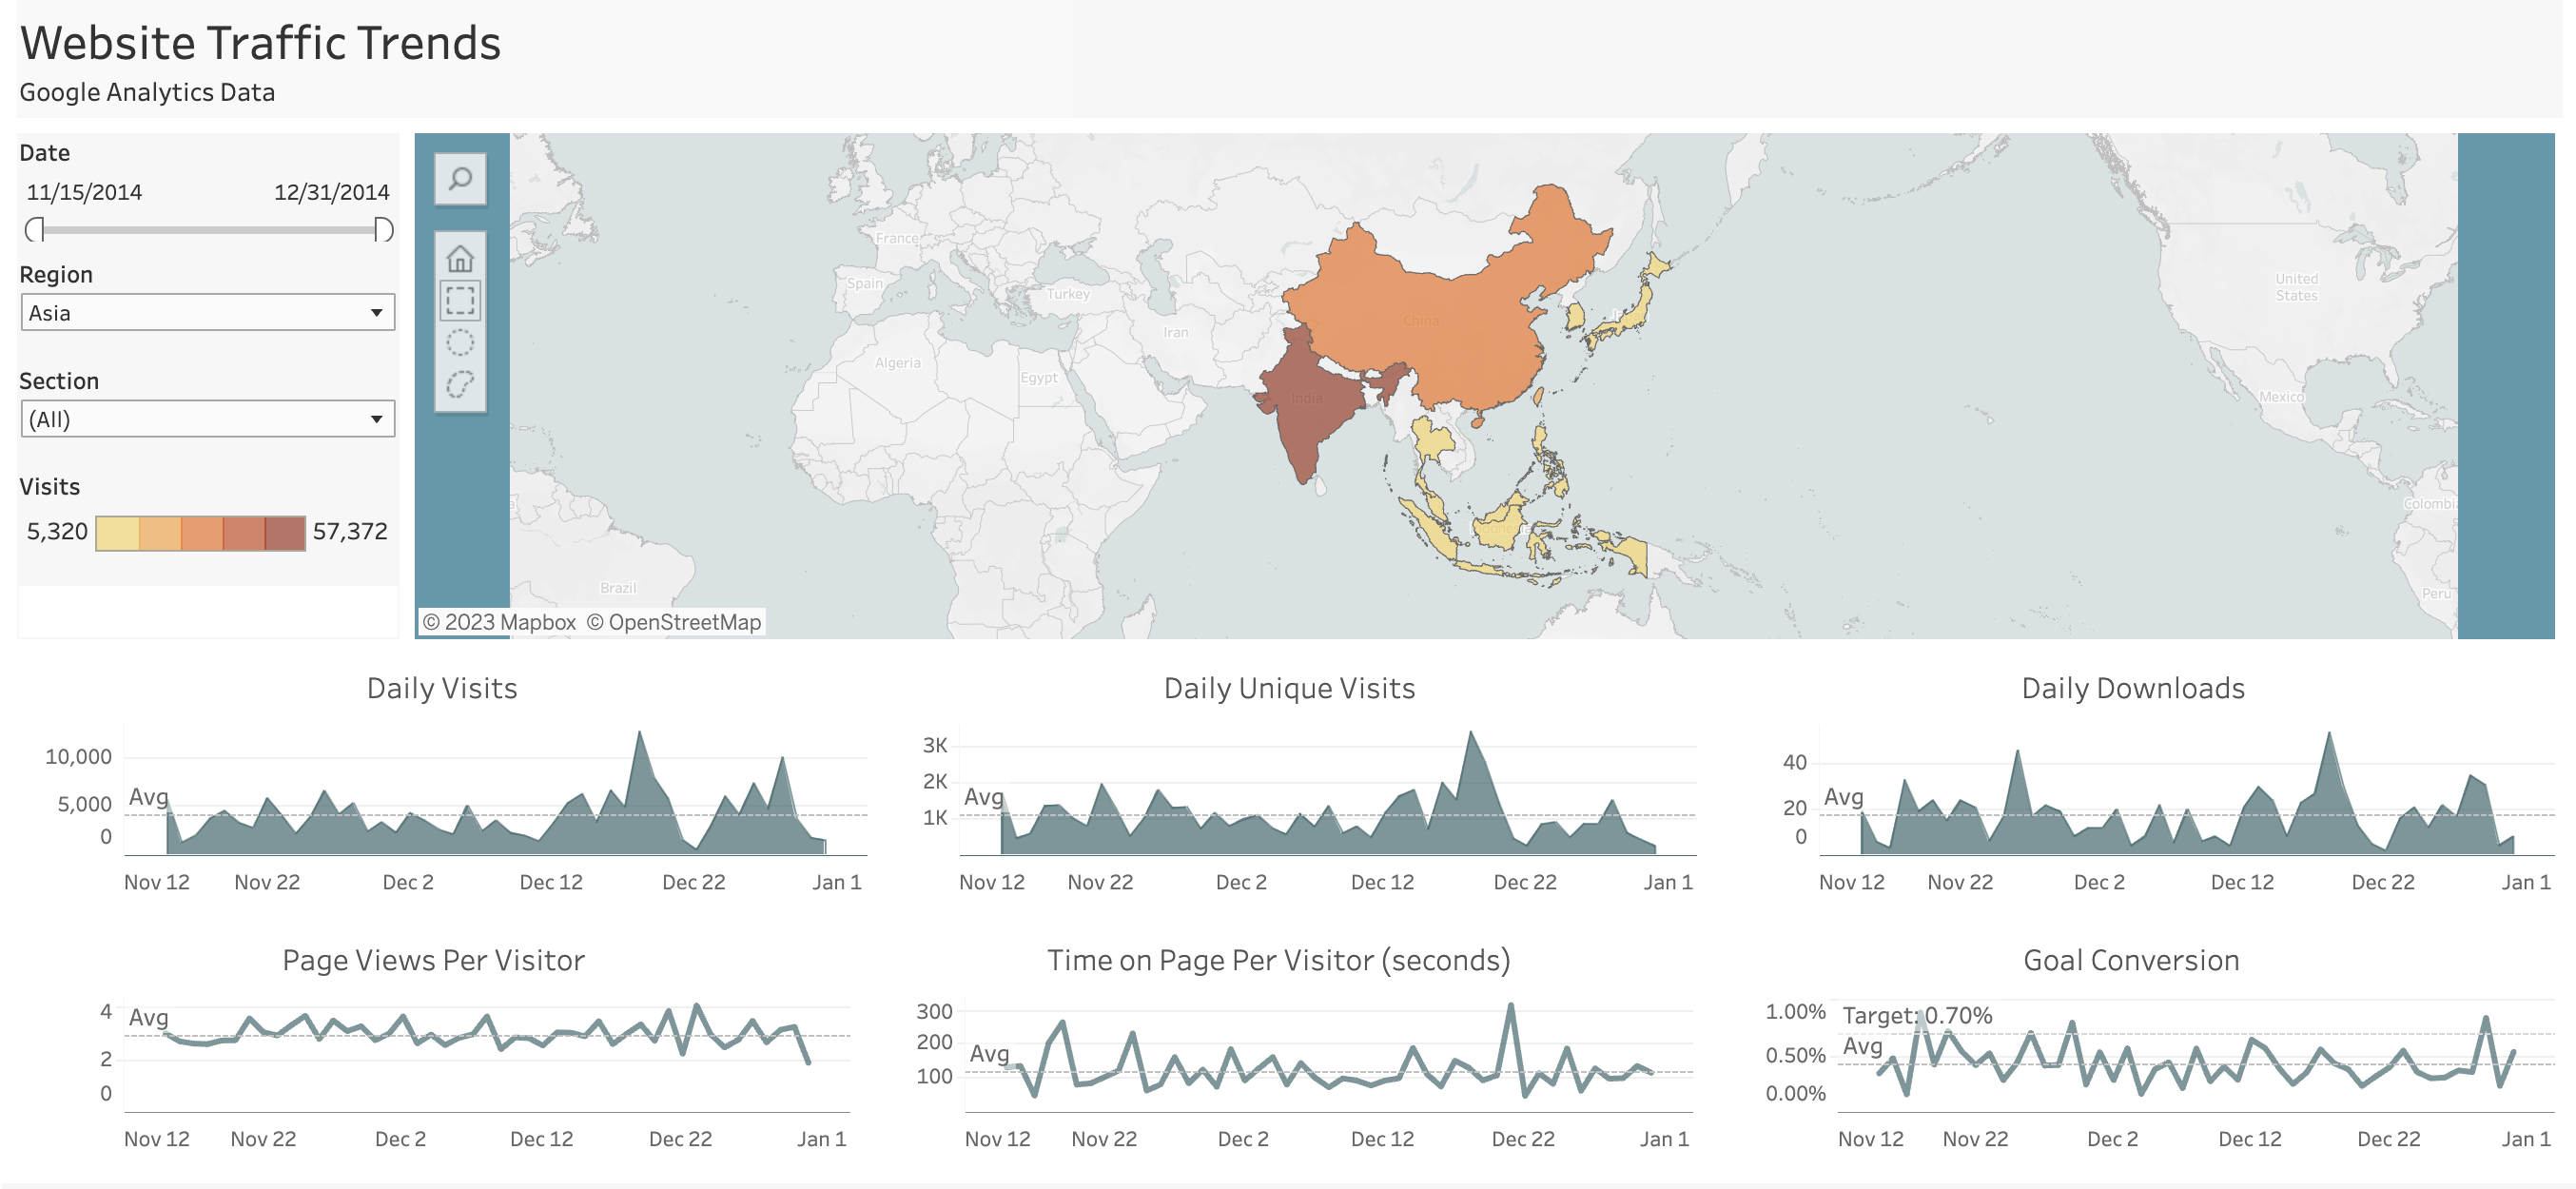 Website Traffic Trends
Google Analytics Data
Date
11/15/2014 12/31/2014
Region
Asia
Section
(All)
Visits
5,320 57,372
France
Spain
Turkey
Iran
Algeria
Egypt
China
India
Brazil
United
States
Mexico
Peru
© 2023 Mapbox © OpenStreetMap
Daily Visits
10,000
5,000
0
Avg
Nov 12 Nov 22 Dec 2 Dec 12 Dec 22 Jan 1
Daily Unique Visits
3K
2K
1K
Avg
Nov 12 Nov 22 Dec 2 Dec 12 Dec 22 Jan 1
Daily Downloads
40
20
0
Avg
Nov 12 Nov 22 Dec 2 Dec 12 Dec 22 Jan 1
Page Views Per Visitor
4
2
0
Avg
Nov 12 Nov 22 Dec 2 Dec 12 Dec 22 Jan 1
Time on Page Per Visitor (seconds)
300
200
100
Avg
Nov 12 Nov 22 Dec 2 Dec 12 Dec 22 Jan 1
Goal Conversion
1.00%
0.50%
0.00%
Target: 0.70%
Avg
Nov 12 Nov 22 Dec 2 Dec 12 Dec 22 Jan 1